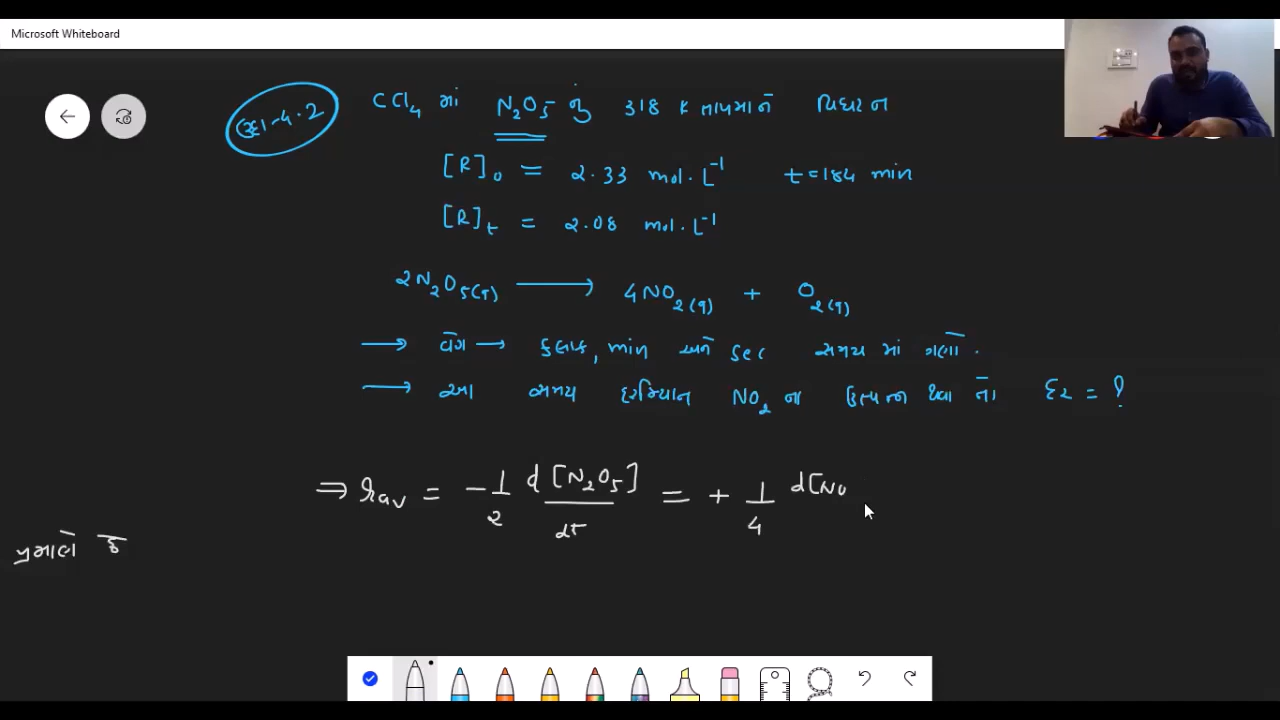 Microsoft Whiteboard
દા-4.2
CCl4 માં N2O5 નું 318 K તાપમાને વિઘટન
[R]0 = 2.33 mol.L-1 t=184 min
[R]t = 2.08 mol.L-1
2N2O5(g) ⟶ 4NO2(g) + O2(g)
→ વેગ → કલાક, min અને sec સમય માં ગણો.
→ આ સમય દરમિયાન NO2 ના ઉત્પન્ન થવા નો દર = ?
⇒ rav = -1/2 d[N2O5]/dt = + 1/4 d[NO
પ્રમાણે